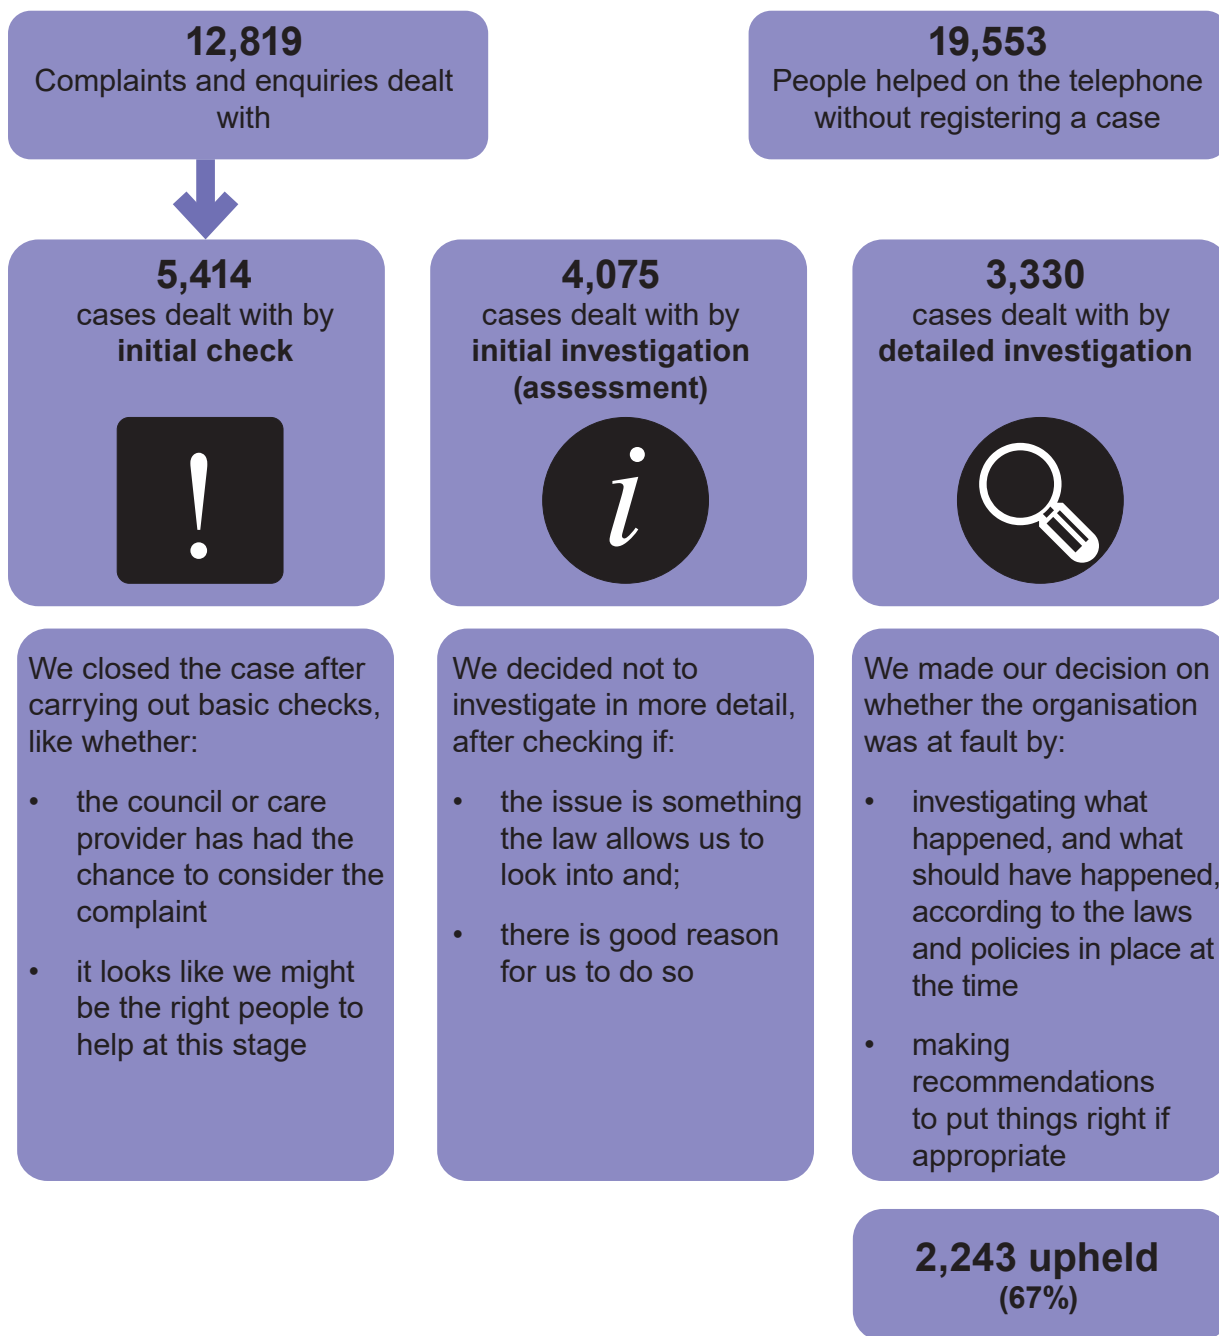 12,819
Complaints and enquiries dealt
with
19,553
People helped on the telephone
without registering a case
5,414
cases dealt with by
initial check
!
4,075
cases dealt with by
initial investigation
(assessment)
i
3,330
cases dealt with by
detailed investigation
We closed the case after
carrying out basic checks,
like whether:
• the council or care
provider has had the
chance to consider the
complaint
• it looks like we might
be the right people to
help at this stage
We decided not to
investigate in more detail,
after checking if:
• the issue is something
the law allows us to
look into and;
• there is good reason
for us to do so
We made our decision on
whether the organisation
was at fault by:
• investigating what
happened, and what
should have happened,
according to the laws
and policies in place at
the time
• making
recommendations
to put things right if
appropriate
2,243 upheld
(67%)